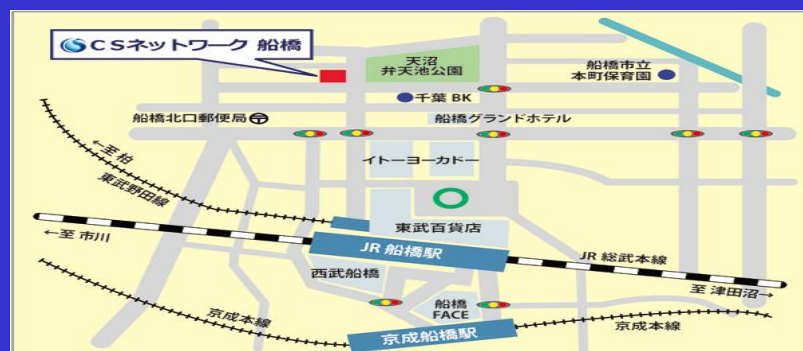 CSネットワーク 船橋
天沼
弁天池公園
船橋市立
本町保育園
千葉 BK
船橋北口郵便局
船橋グランドホテル
←至 柏
イトーヨーカドー
東武野田線
東武百貨店
←至 市川
JR 船橋駅
JR 総武本線
西武船橋
至 津田沼→
船橋
FACE
京成本線
京成船橋駅
京成本線